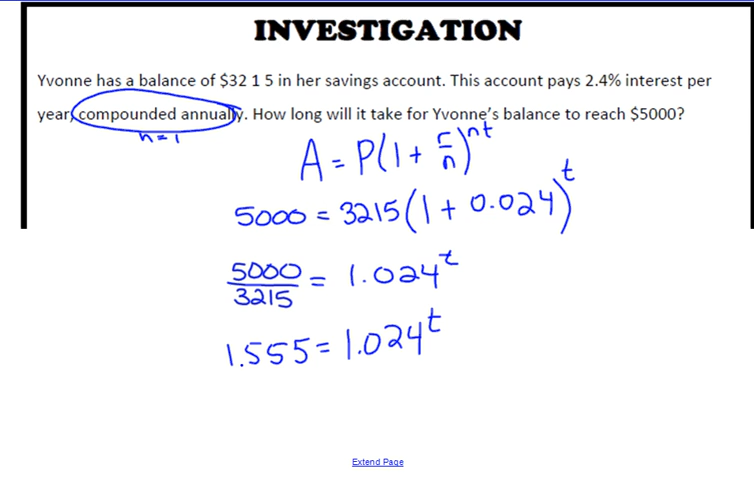 INVESTIGATION
Yvonne has a balance of $32 1 5 in her savings account. This account pays 2.4% interest per
year, compounded annually. How long will it take for Yvonne's balance to reach $5000?
n = 1
A = P(1 + r/n)^nt
5000 = 3215(1 + 0.024)^t
5000/3215 = 1.024^t
1.555 = 1.024^t
Extend Page